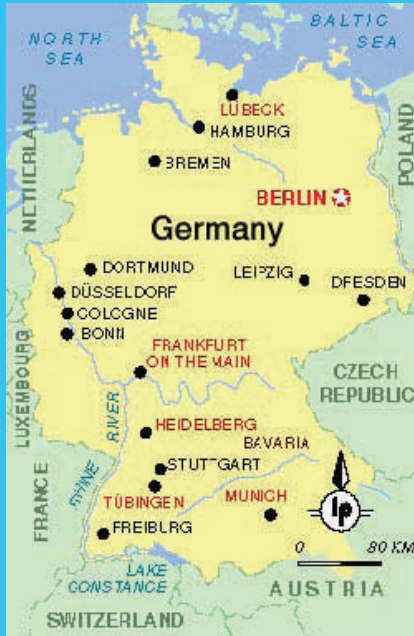 NORTH
SEA
BALTIC
SEA
LÜBECK
HAMBURG
BREMEN
NETHERLANDS
POLAND
BERLIN
Germany
DORTMUND
LEIPZIG
DRESDEN
DÜSSELDORF
COLOGNE
BONN
FRANKFURT
ON THE MAIN
CZECH
REPUBLIC
LUXEMBOURG
RHINE RIVER
HEIDELBERG
BAVARIA
STUTTGART
TÜBINGEN
MUNICH
FRANCE
FREIBURG
lp
0 80 KM
LAKE
CONSTANCE
AUSTRIA
SWITZERLAND